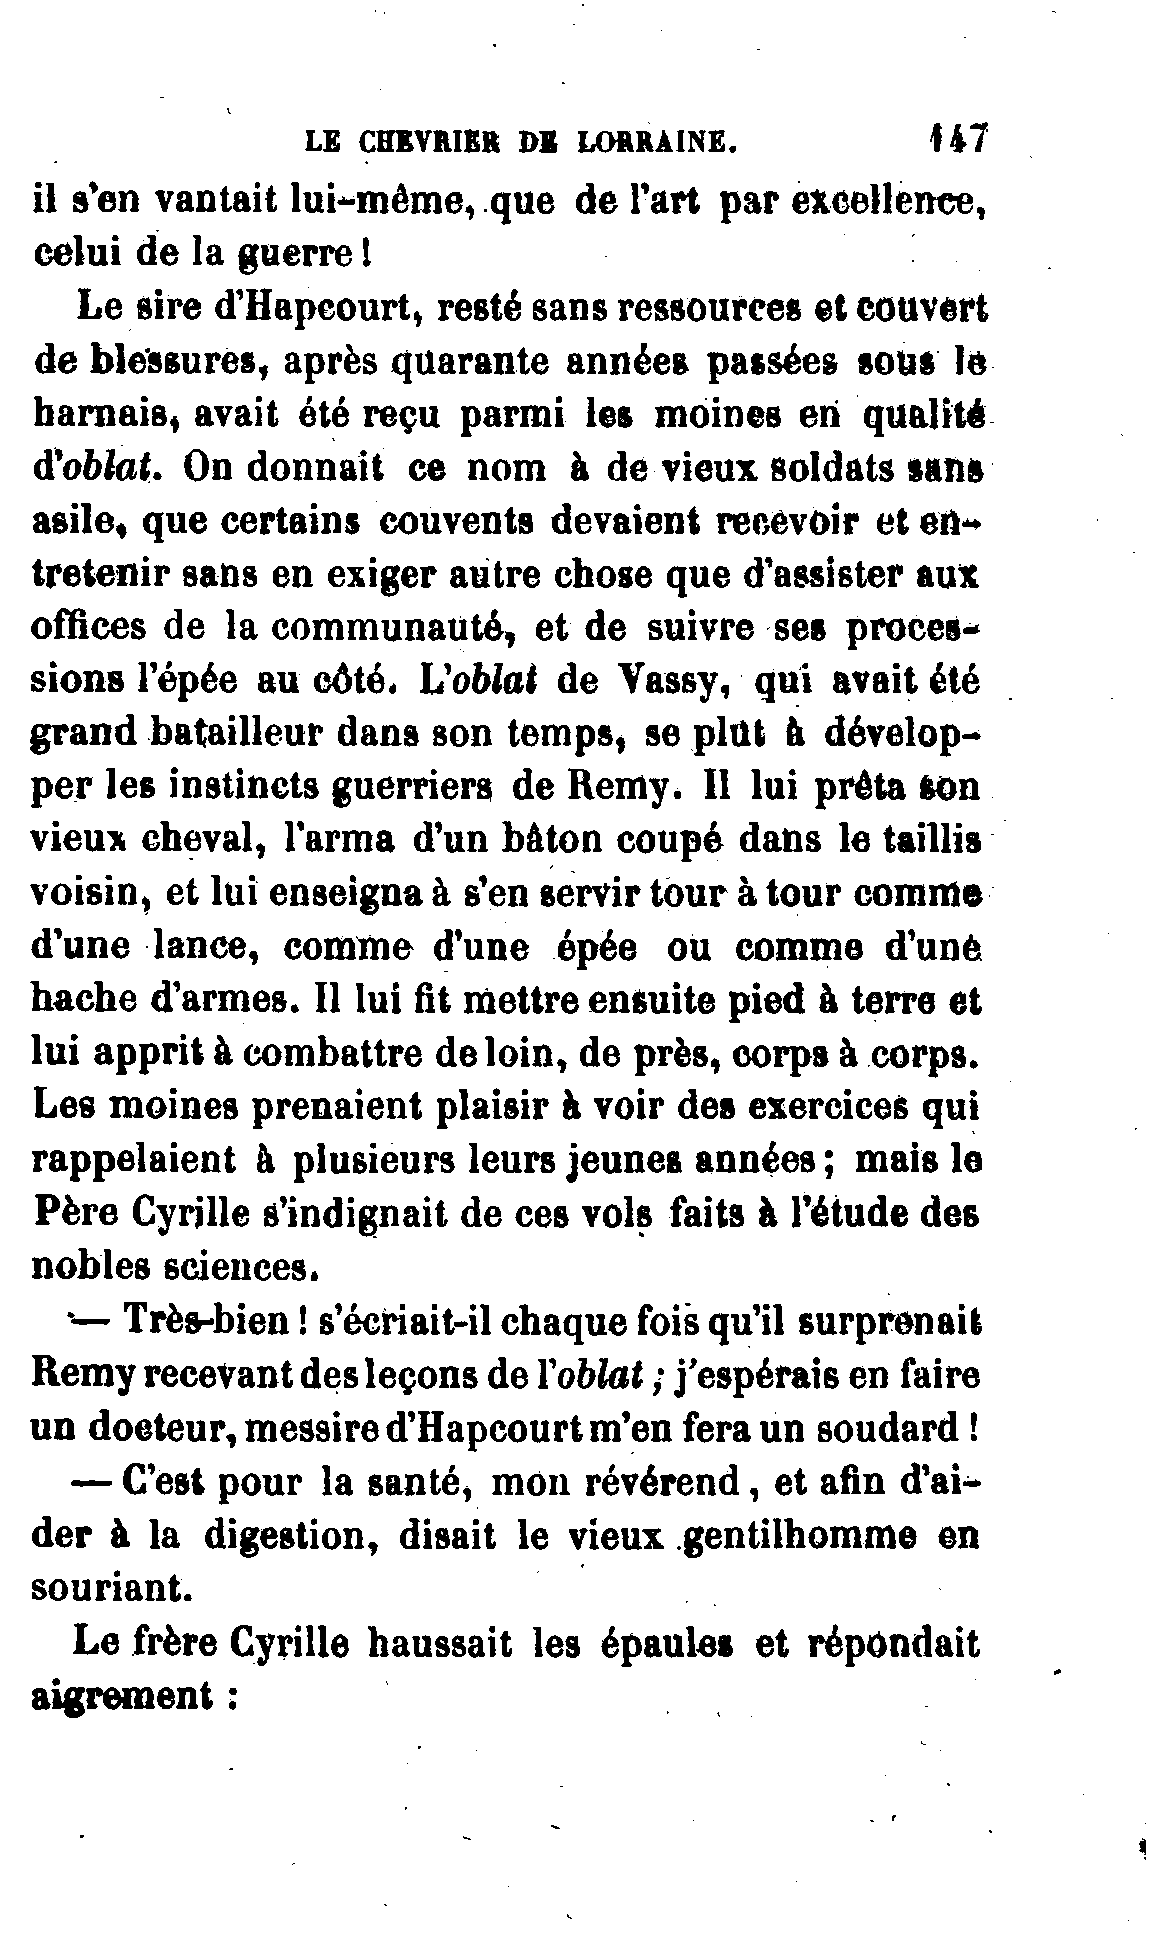 LE CHEVRIER DE LORRAINE. 147
il s'en vantait lui-même, que de l'art par excellence,
celui de la guerre !
Le sire d'Hapcourt, resté sans ressources et couvert
de blessures, après quarante années passées sous le
harnais, avait été reçu parmi les moines en qualité
d'oblat. On donnait ce nom à de vieux soldats sans
asile, que certains couvents devaient recevoir et en-
tretenir sans en exiger autre chose que d'assister aux
offices de la communauté, et de suivre ses proces-
sions l'épée au côté. L'oblat de Vassy, qui avait été
grand batailleur dans son temps, se plut à dévelop-
per les instincts guerriers de Remy. Il lui prêta son
vieux cheval, l'arma d'un bâton coupé dans le taillis
voisin, et lui enseigna à s'en servir tour à tour comme
d'une lance, comme d'une épée ou comme d'une
hache d'armes. Il lui fit mettre ensuite pied à terre et
lui apprit à combattre de loin, de près, corps à corps.
Les moines prenaient plaisir à voir des exercices qui
rappelaient à plusieurs leurs jeunes années ; mais le
Père Cyrille s'indignait de ces vols faits à l'étude des
nobles sciences.
— Très-bien ! s'écriait-il chaque fois qu'il surprenait
Remy recevant des leçons de l'oblat ; j'espérais en faire
un docteur, messire d'Hapcourt m'en fera un soudard !
— C'est pour la santé, mon révérend, et afin d'ai-
der à la digestion, disait le vieux gentilhomme en
souriant.
Le frère Cyrille haussait les épaules et répondait
aigrement :